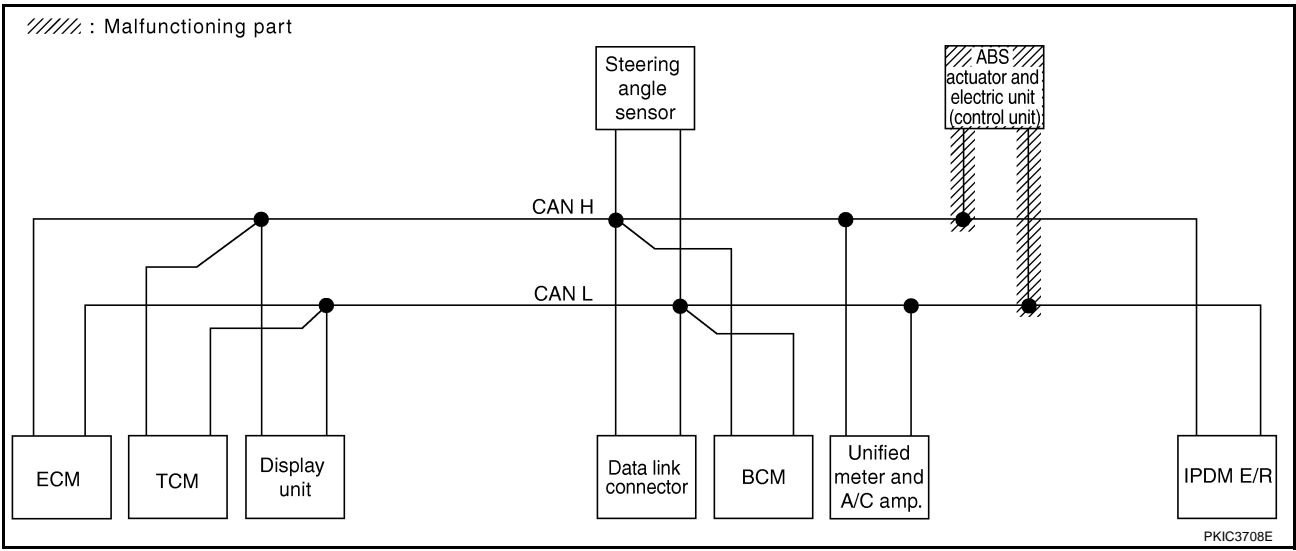 : Malfunctioning part
Steering
angle
sensor
ABS
actuator and
electric unit
(control unit)
CAN H
CAN L
ECM
TCM
Display
unit
Data link
connector
BCM
Unified
meter and
A/C amp.
IPDM E/R
PKIC3708E